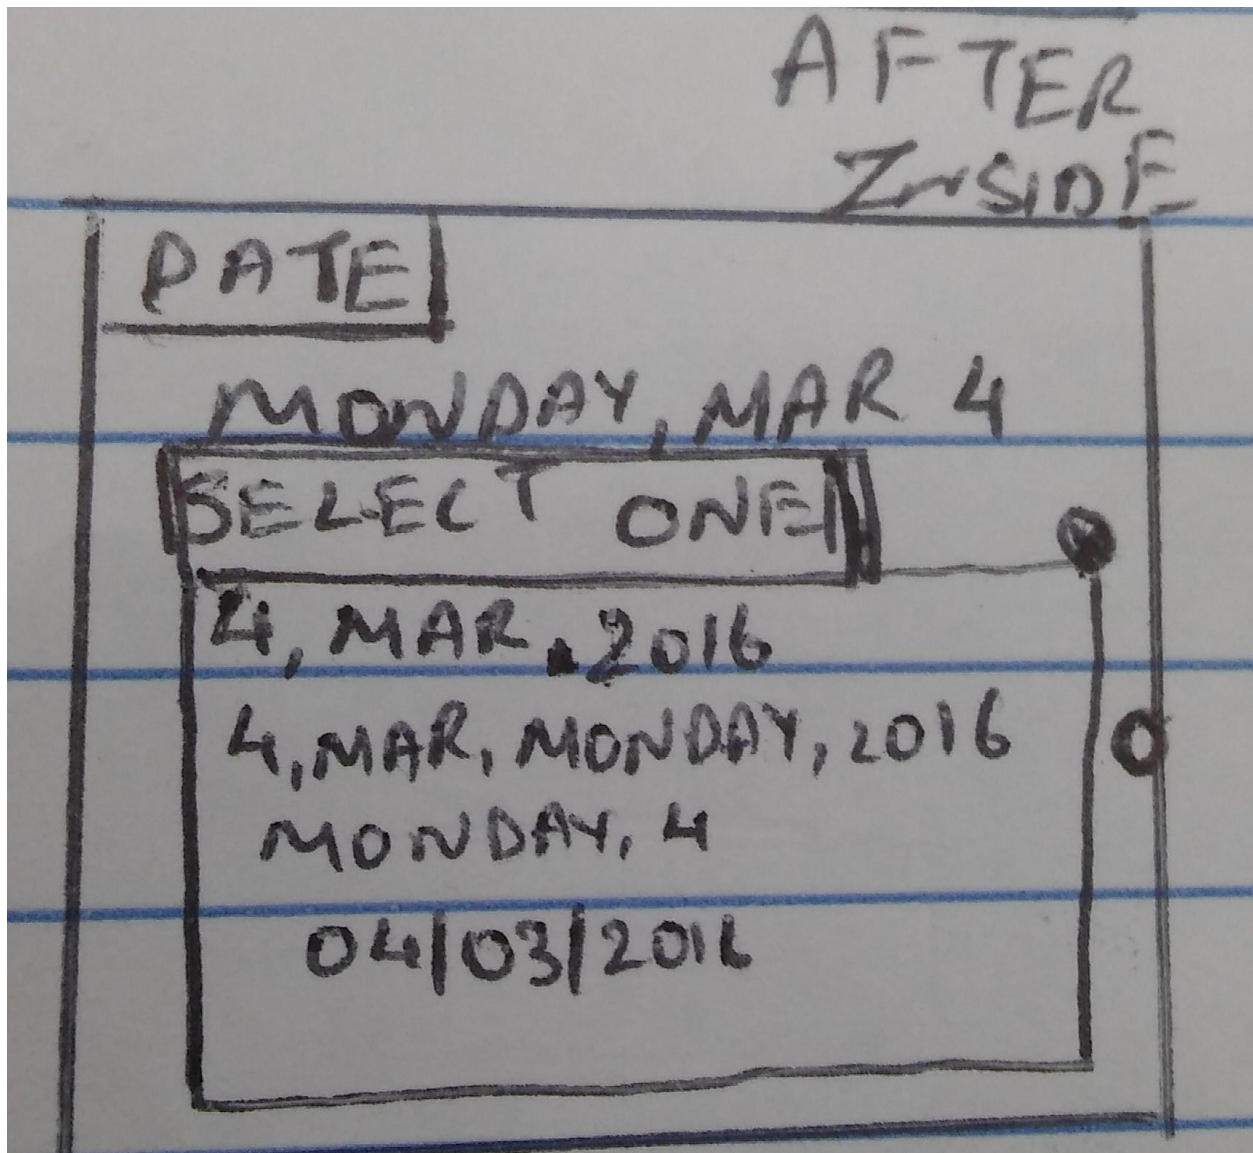 AFTER
INSIDE
DATE
MONDAY, MAR 4
SELECT ONE
4, MAR. 2016
4, MAR, MONDAY, 2016
MONDAY, 4
04/03/2016